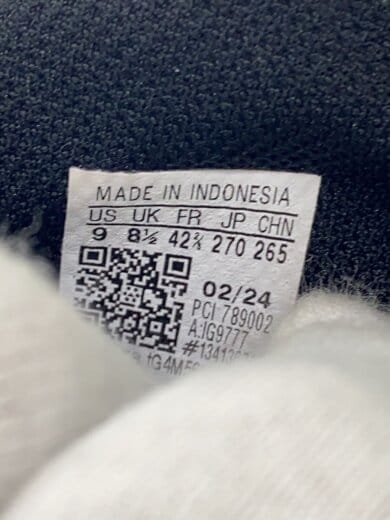 MADE IN INDONESIA
US UK FR JP CHN
9 8½ 42⅔ 270 265
02/24
PCI 789002
A:IG9777